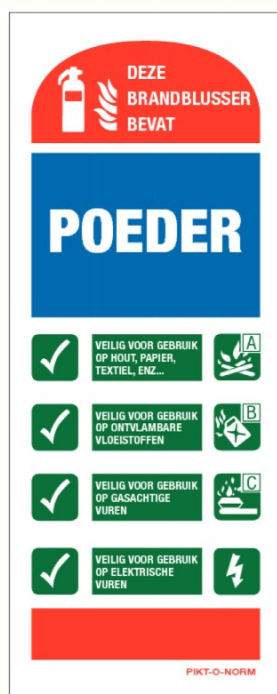 DEZE
BRANDBLUSSER
BEVAT
POEDER
VEILIG VOOR GEBRUIK
OP HOUT, PAPIER,
TEXTIEL, ENZ...
A
VEILIG VOOR GEBRUIK
OP ONTVLAMBARE
VLOEISTOFFEN
B
VEILIG VOOR GEBRUIK
OP GASACHTIGE
VUREN
C
VEILIG VOOR GEBRUIK
OP ELEKTRISCHE
VUREN
PIKT-O-NORM